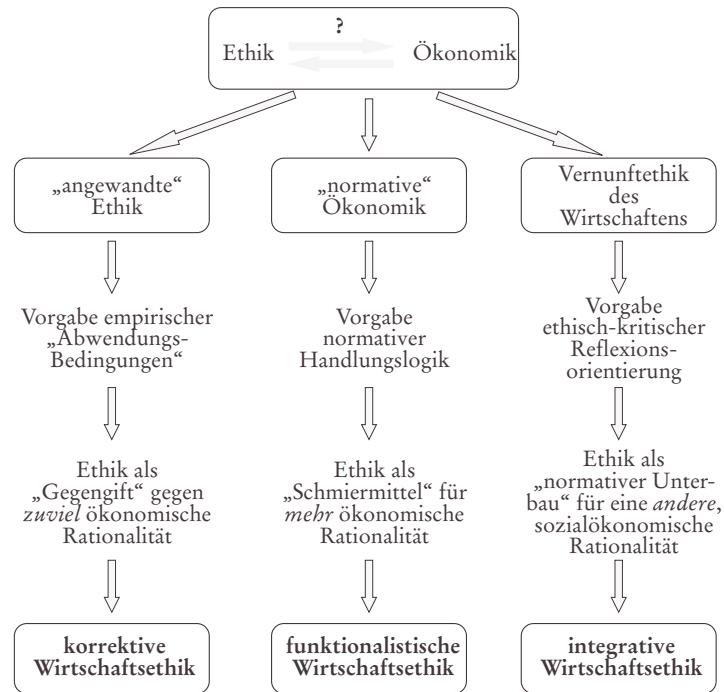 ?
Ethik Ökonomik
„angewandte“
Ethik
Vorgabe empirischer
„Abwendungs-
Bedingungen“
Ethik als
„Gegengift“ gegen
zuviel ökonomische
Rationalität
korrektive
Wirtschaftsethik
„normative“
Ökonomik
Vorgabe
normativer
Handlungslogik
Ethik als
„Schmiermittel“ für
mehr ökonomische
Rationalität
funktionalistische
Wirtschaftsethik
Vernunftethik
des
Wirtschaftens
Vorgabe
ethisch-kritischer
Reflexions-
orientierung
Ethik als
„normativer Unter-
bau“ für eine andere,
sozialökonomische
Rationalität
integrative
Wirtschaftsethik